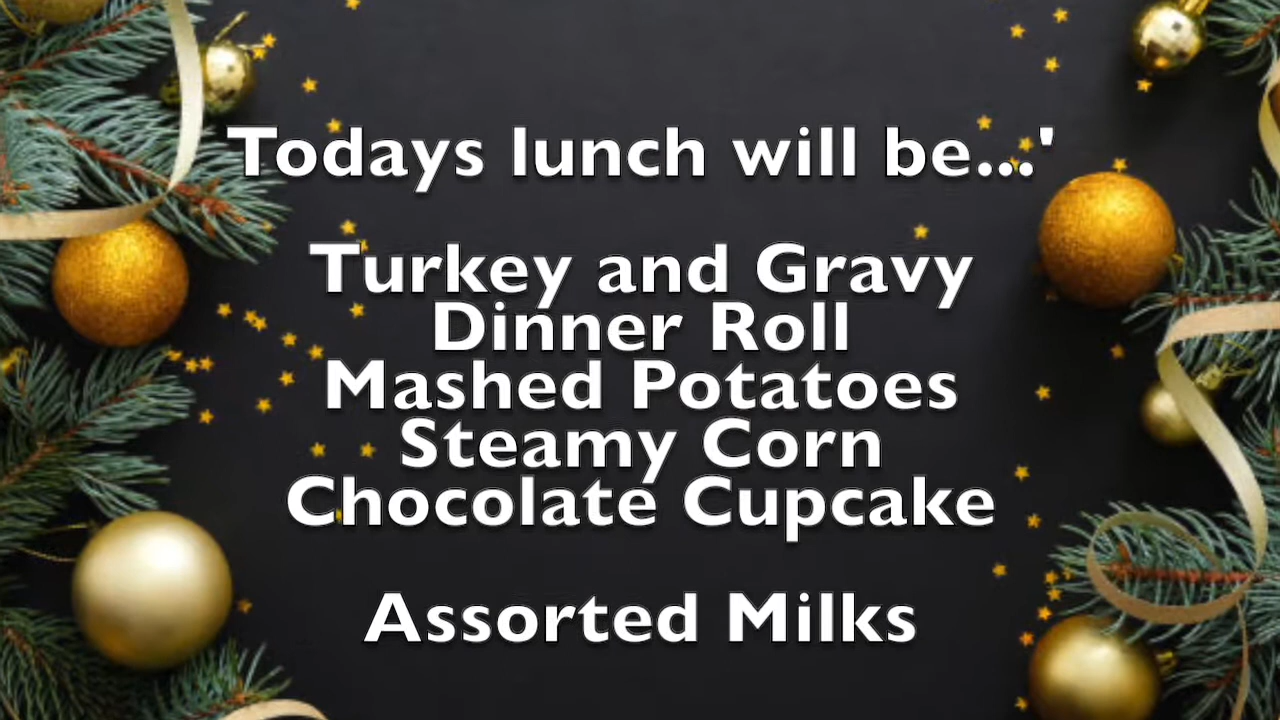 Todays lunch will be...'
Turkey and Gravy
Dinner Roll
Mashed Potatoes
Steamy Corn
Chocolate Cupcake
Assorted Milks